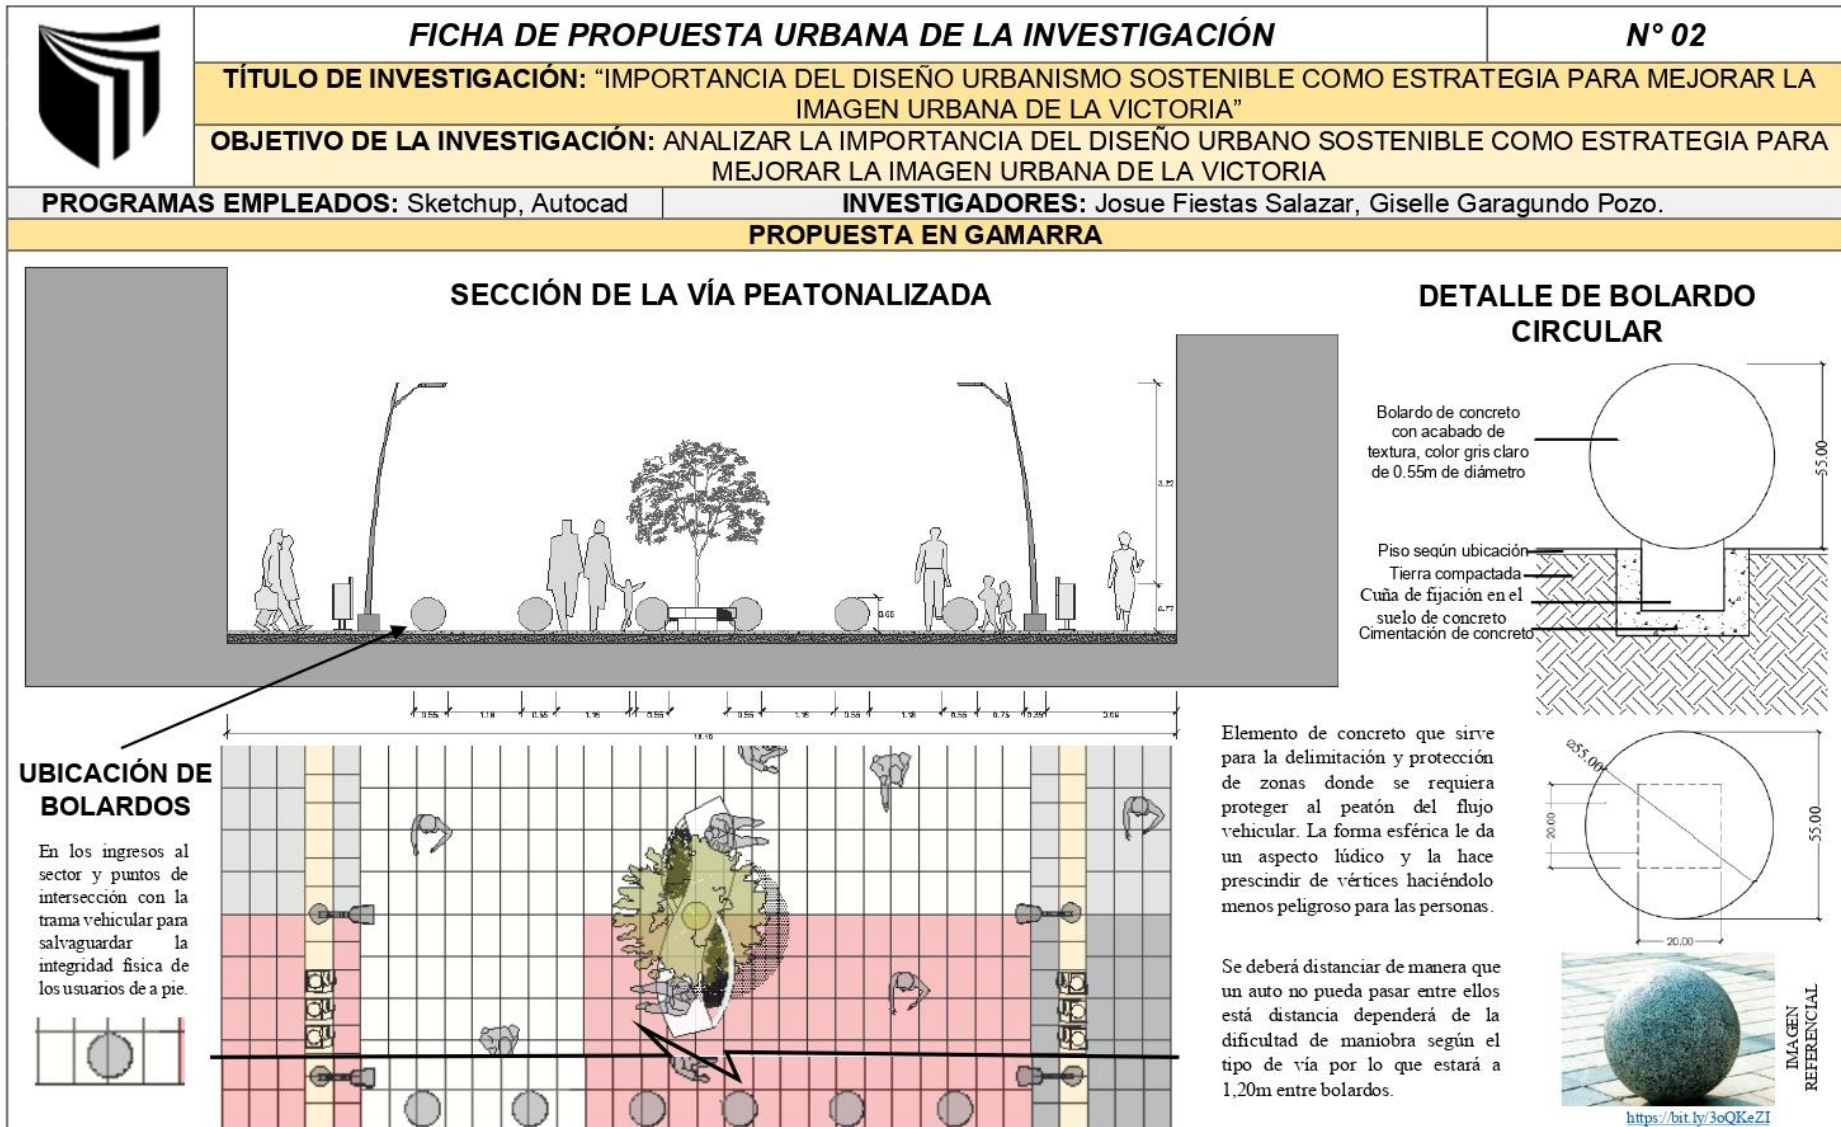 FICHA DE PROPUESTA URBANA DE LA INVESTIGACIÓN
N° 02
TÍTULO DE INVESTIGACIÓN: “IMPORTANCIA DEL DISEÑO URBANISMO SOSTENIBLE COMO ESTRATEGIA PARA MEJORAR LA
IMAGEN URBANA DE LA VICTORIA”
OBJETIVO DE LA INVESTIGACIÓN: ANALIZAR LA IMPORTANCIA DEL DISEÑO URBANO SOSTENIBLE COMO ESTRATEGIA PARA
MEJORAR LA IMAGEN URBANA DE LA VICTORIA
PROGRAMAS EMPLEADOS: Sketchup, Autocad
INVESTIGADORES: Josue Fiestas Salazar, Giselle Garagundo Pozo.
PROPUESTA EN GAMARRA
SECCIÓN DE LA VÍA PEATONALIZADA
0.55
UBICACIÓN DE
BOLARDOS
En los ingresos al
sector y puntos de
intersección con la
trama vehicular para
salvaguardar la
integridad física de
los usuarios de a pie.
DETALLE DE BOLARDO
CIRCULAR
Bolardo de concreto
con acabado de
textura, color gris claro
de 0.55m de diámetro
55.00
Piso según ubicación
Tierra compactada
Cuña de fijación en el
suelo de concreto
Cimentación de concreto
Elemento de concreto que sirve
para la delimitación y protección
de zonas donde se requiera
proteger al peatón del flujo
vehicular. La forma esférica le da
un aspecto lúdico y la hace
prescindir de vértices haciéndolo
menos peligroso para las personas.
Se deberá distanciar de manera que
un auto no pueda pasar entre ellos
está distancia dependerá de la
dificultad de maniobra según el
tipo de vía por lo que estará a
1,20m entre bolardos.
ø55.00
20.00
55.00
20.00
IMAGEN
REFERENCIAL
https://bit.ly/3oQKeZI